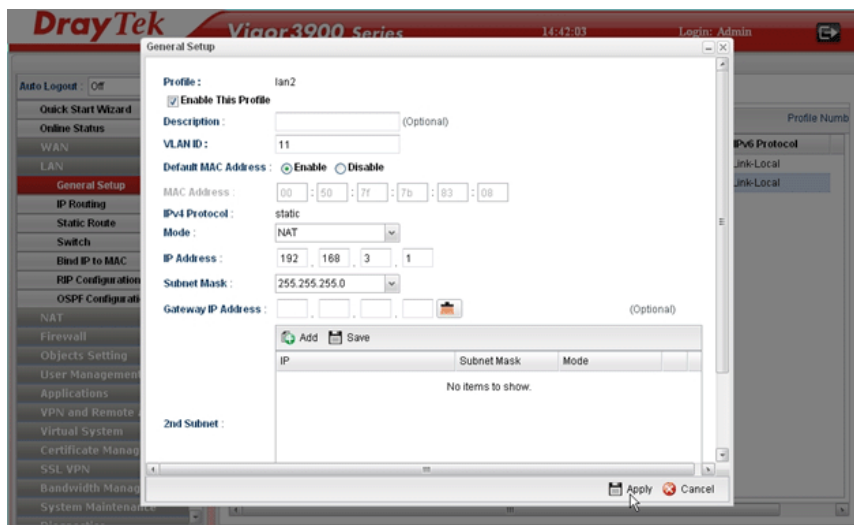 DrayTek Vigor3900 Series 14:42:03 Login: Admin
General Setup
Auto Logout : Off
Quick Start Wizard
Online Status
WAN
LAN
General Setup
IP Routing
Static Route
Switch
Bind IP to MAC
RIP Configuration
OSPF Configurati
NAT
Firewall
Objects Setting
User Management
Applications
VPN and Remote
Virtual System
Certificate Manag
SSL VPN
Bandwidth Manag
System Maintenance
Profile : lan2
Enable This Profile
Description : (Optional)
VLAN ID : 11
Default MAC Address : Enable Disable
MAC Address : 00 : 50 : 7f : 7b : 83 : 08
IPv4 Protocol : static
Mode : NAT
IP Address : 192 . 168 . 3 . 1
Subnet Mask : 255.255.255.0
Gateway IP Address : . . . (Optional)
Add Save
IP Subnet Mask Mode
No items to show.
2nd Subnet :
Apply Cancel
Profile Numb
IPv6 Protocol
Link-Local
Link-Local